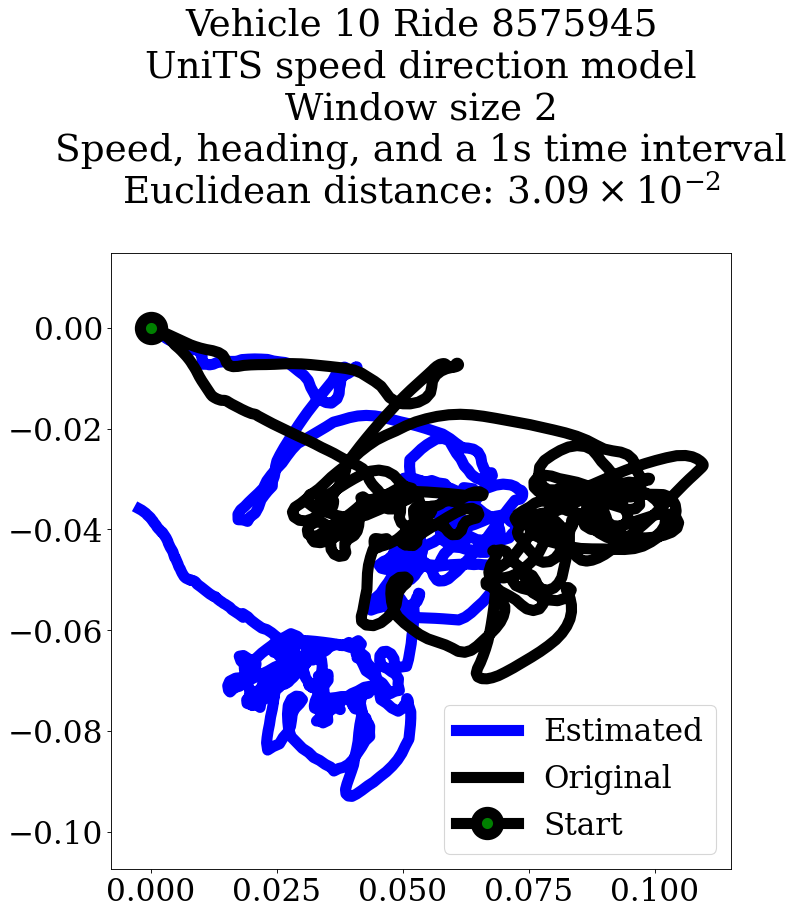 Vehicle 10 Ride 8575945
UniTS speed direction model
Window size 2
Speed, heading, and a 1s time interval
Euclidean distance: 3.09 × 10⁻²
0.00
−0.02
−0.04
−0.06
−0.08
−0.10
Estimated
Original
Start
0.000 0.025 0.050 0.075 0.100